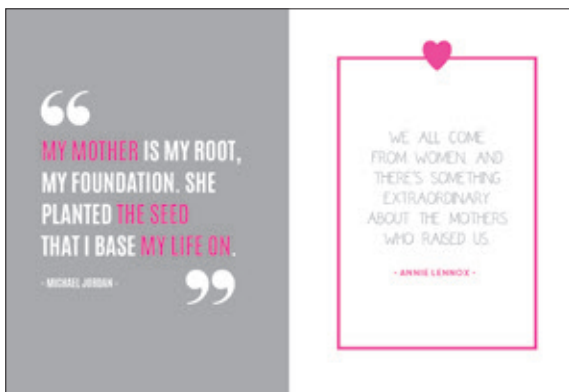 “
MY MOTHER IS MY ROOT,
MY FOUNDATION. SHE
PLANTED THE SEED
THAT I BASE MY LIFE ON.
- MICHAEL JORDAN -
”
WE ALL COME
FROM WOMEN, AND
THERE'S SOMETHING
EXTRAORDINARY
ABOUT THE MOTHERS
WHO RAISED US.
- ANNIE LENNOX -